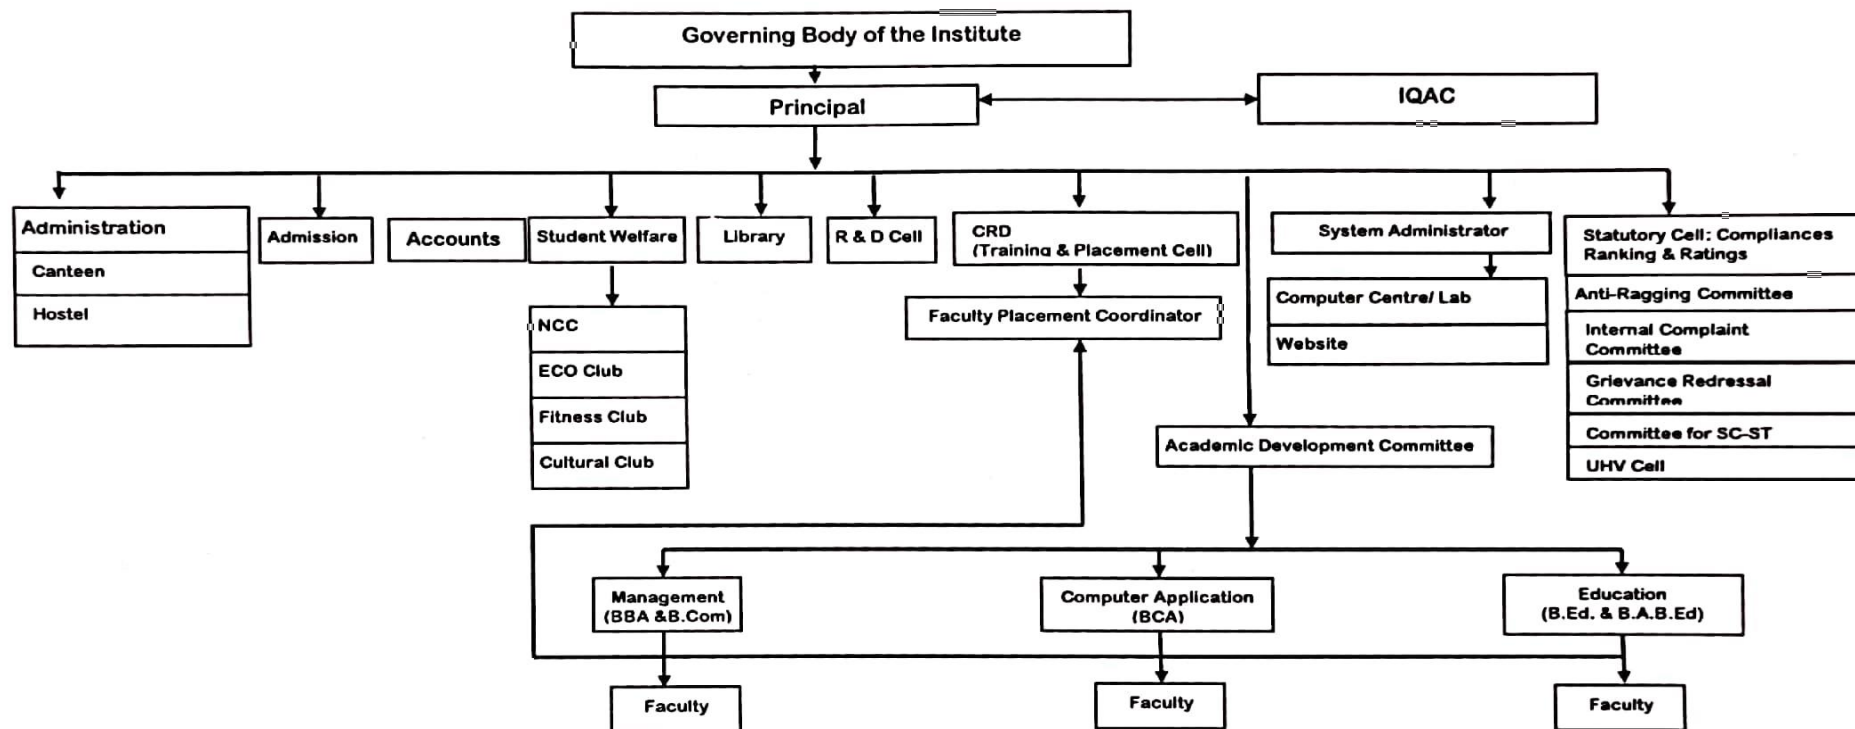 Governing Body of the Institute
Principal
IQAC
Administration
Canteen
Hostel
Admission
Accounts
Student Welfare
NCC
ECO Club
Fitness Club
Cultural Club
Library
R & D Cell
CRD
(Training & Placement Cell)
Faculty Placement Coordinator
Academic Development Committee
System Administrator
Computer Centre/ Lab
Website
Statutory Cell: Compliances
Ranking & Ratings
Anti-Ragging Committee
Internal Complaint
Committee
Grievance Redressal
Committee
Committee for SC-ST
UHV Cell
Management
(BBA &B.Com)
Computer Application
(BCA)
Education
(B.Ed. & B.A.B.Ed)
Faculty
Faculty
Faculty